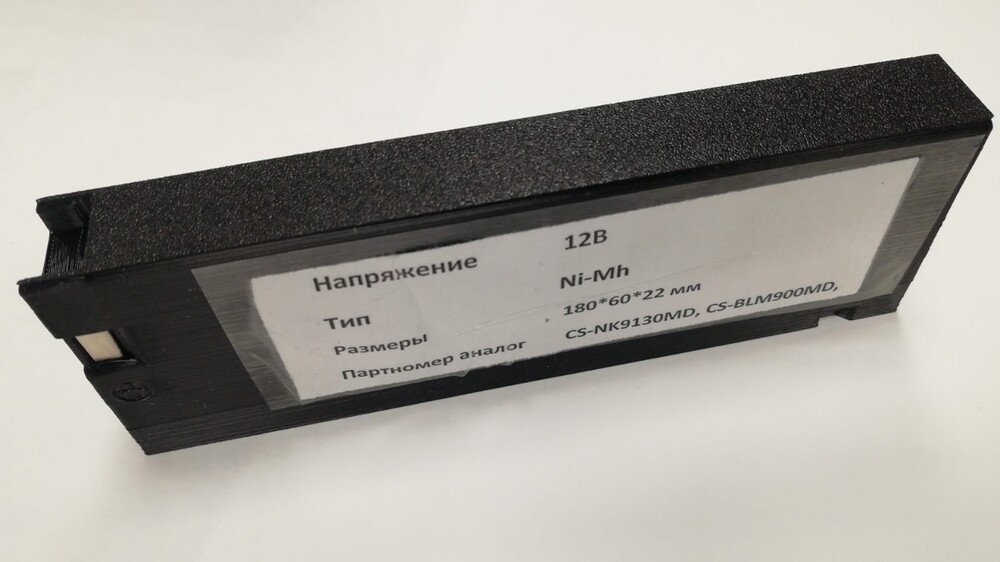 Напряжение 12В
Тип Ni-Mh
Размеры 180*60*22 мм
Партномер аналог CS-NK9130MD, CS-BLM900MD,